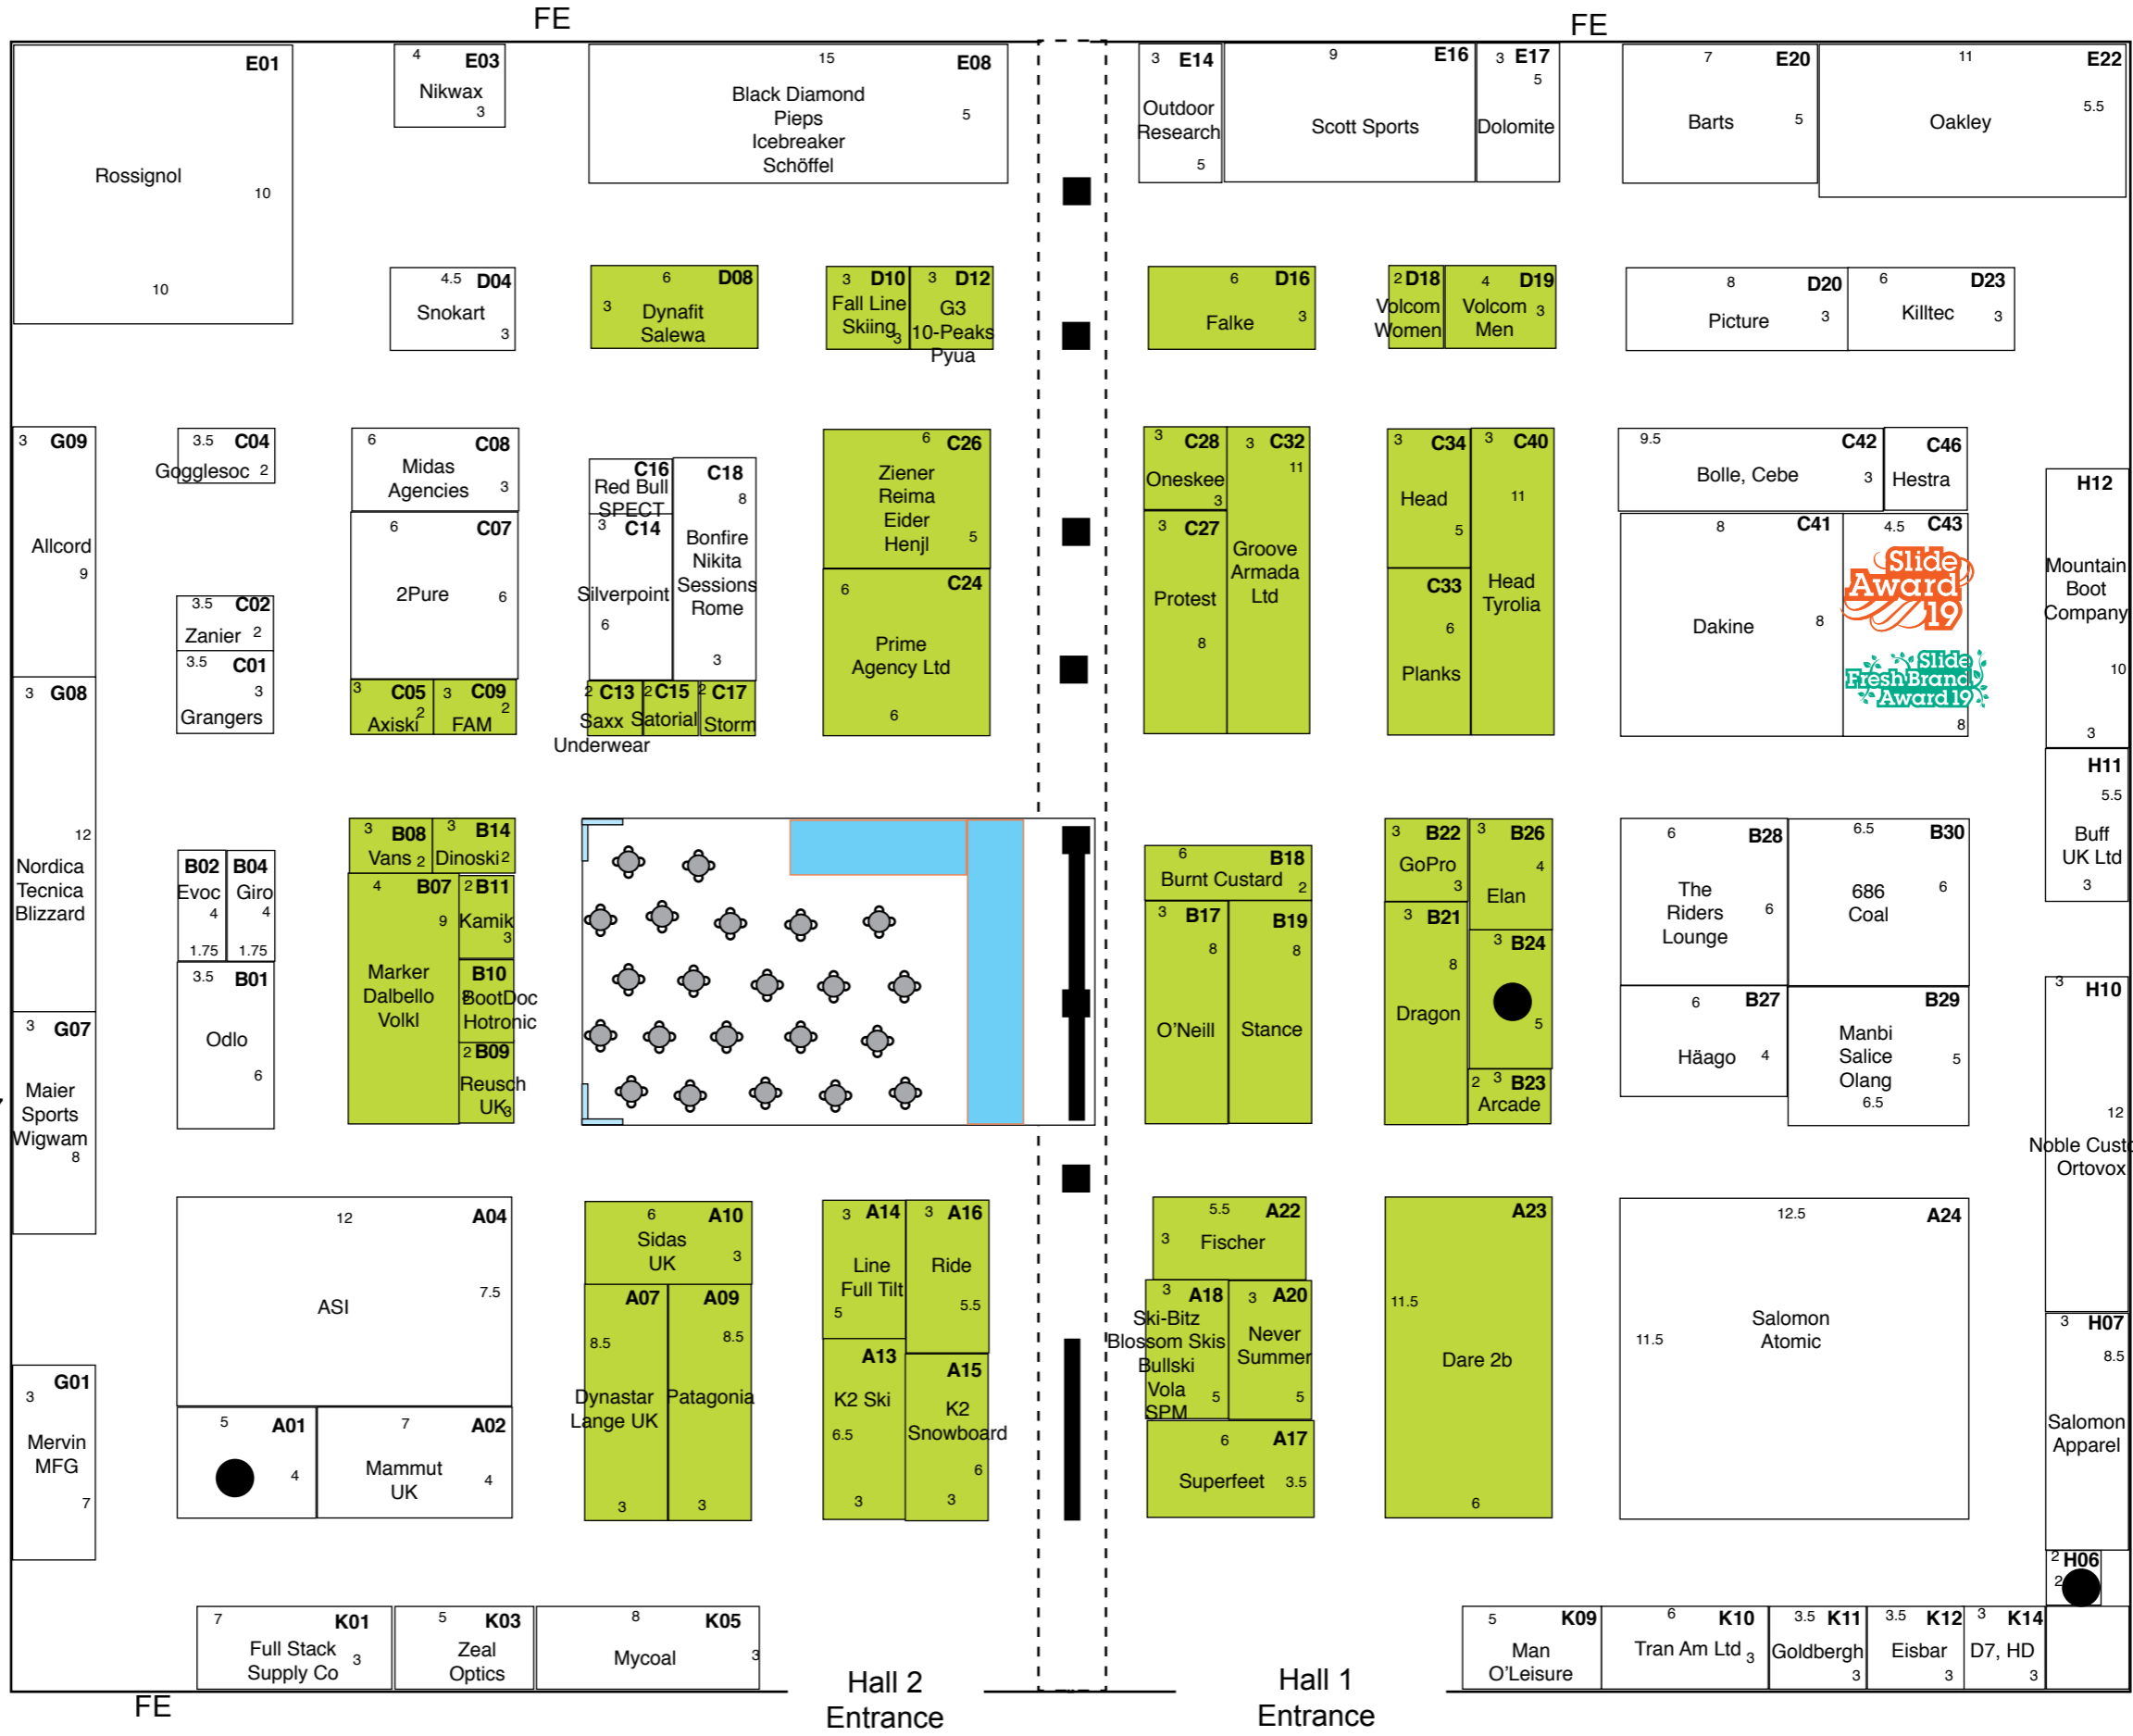 FE
FE
E01
Rossignol
10
10
4
E03
Nikwax
3
15
E08
Black Diamond
Pieps
Icebreaker
Schöffel
5
3
E14
Outdoor
Research
5
9
E16
Scott Sports
3
E17
5
Dolomite
7
E20
Barts
5
11
E22
5.5
Oakley
4.5
D04
Snokart
3
6
D08
3
Dynafit
Salewa
3
D10
Fall Line
Skiing
3
3
D12
G3
10-Peaks
Pyua
6
D16
Falke
3
2
D18
Volcom
Women
4
D19
Volcom
Men
3
8
D20
Picture
3
6
D23
Killtec
3
3
G09
Allcord
9
3.5
C04
Gogglesoc
2
6
C08
Midas
Agencies
3
C16
Red Bull
SPECT
C18
8
Bonfire
Nikita
Sessions
Rome
3
6
C26
Ziener
Reima
Eider
Henjl
5
3
C28
Oneskee
3
3
C32
11
Groove
Armada
Ltd
3
C34
Head
5
3
C40
11
Head
Tyrolia
9.5
C42
Bolle, Cebe
3
C46
Hestra
H12
Mountain
Boot
Company
10
3
6
C07
2Pure
6
3
C14
Silverpoint
6
6
C24
Prime
Agency Ltd
6
3
C27
Protest
8
C33
6
Planks
8
C41
Dakine
8
4.5
C43
Slide
Award
19
Slide
Fresh Brand
Award 19
8
3.5
C02
Zanier
2
3.5
C01
3
Grangers
3
C05
Axiski
2
3
C09
FAM
2
2
C13
Saxx
Underwear
2
C15
Satorial
2
C17
Storm
3
G08
12
Nordica
Tecnica
Blizzard
H11
5.5
Buff
UK Ltd
3
B02
Evoc
4
1.75
B04
Giro
4
1.75
3
B08
Vans
2
3
B14
Dinoski
2
4
B07
9
Marker
Dalbello
Volkl
2
B11
Kamik
3
B10
BootDoc
Hotronic
2
B09
Reusch
UK
3
6
B18
Burnt Custard
2
3
B17
8
O'Neill
B19
8
Stance
3
B22
GoPro
3
3
B26
4
Elan
3
B21
8
Dragon
3
B24
5
2
3
B23
Arcade
6
B28
The
Riders
Lounge
6
6.5
B30
686
Coal
6
6
B27
Häago
4
B29
Manbi
Salice
Olang
5
6.5
3.5
B01
Odlo
6
3
G07
Maier
Sports
Wigwam
8
3
H10
12
Noble Custo
Ortovox
12
A04
ASI
7.5
6
A10
Sidas
UK
3
A07
8.5
Dynastar
Lange UK
3
A09
8.5
Patagonia
3
3
A14
Line
Full Tilt
5
3
A16
Ride
5.5
A13
K2 Ski
6.5
3
A15
K2
Snowboard
6
3
5.5
A22
3
Fischer
3
A18
Ski-Bitz
Blossom Skis
Bullski
Vola
SPM
5
3
A20
Never
Summer
5
6
A17
Superfeet
3.5
A23
11.5
Dare 2b
6
12.5
A24
Salomon
Atomic
11.5
3
H07
8.5
Salomon
Apparel
G01
3
Mervin
MFG
7
5
A01
4
7
A02
Mammut
UK
4
2
H06
2
7
K01
Full Stack
Supply Co
3
5
K03
Zeal
Optics
8
K05
Mycoal
3
5
K09
Man
O'Leisure
6
K10
Tran Am Ltd
3
3.5
K11
Goldbergh
3
3.5
K12
Eisbar
3
3
K14
D7, HD
3
FE
Hall 2
Entrance
Hall 1
Entrance